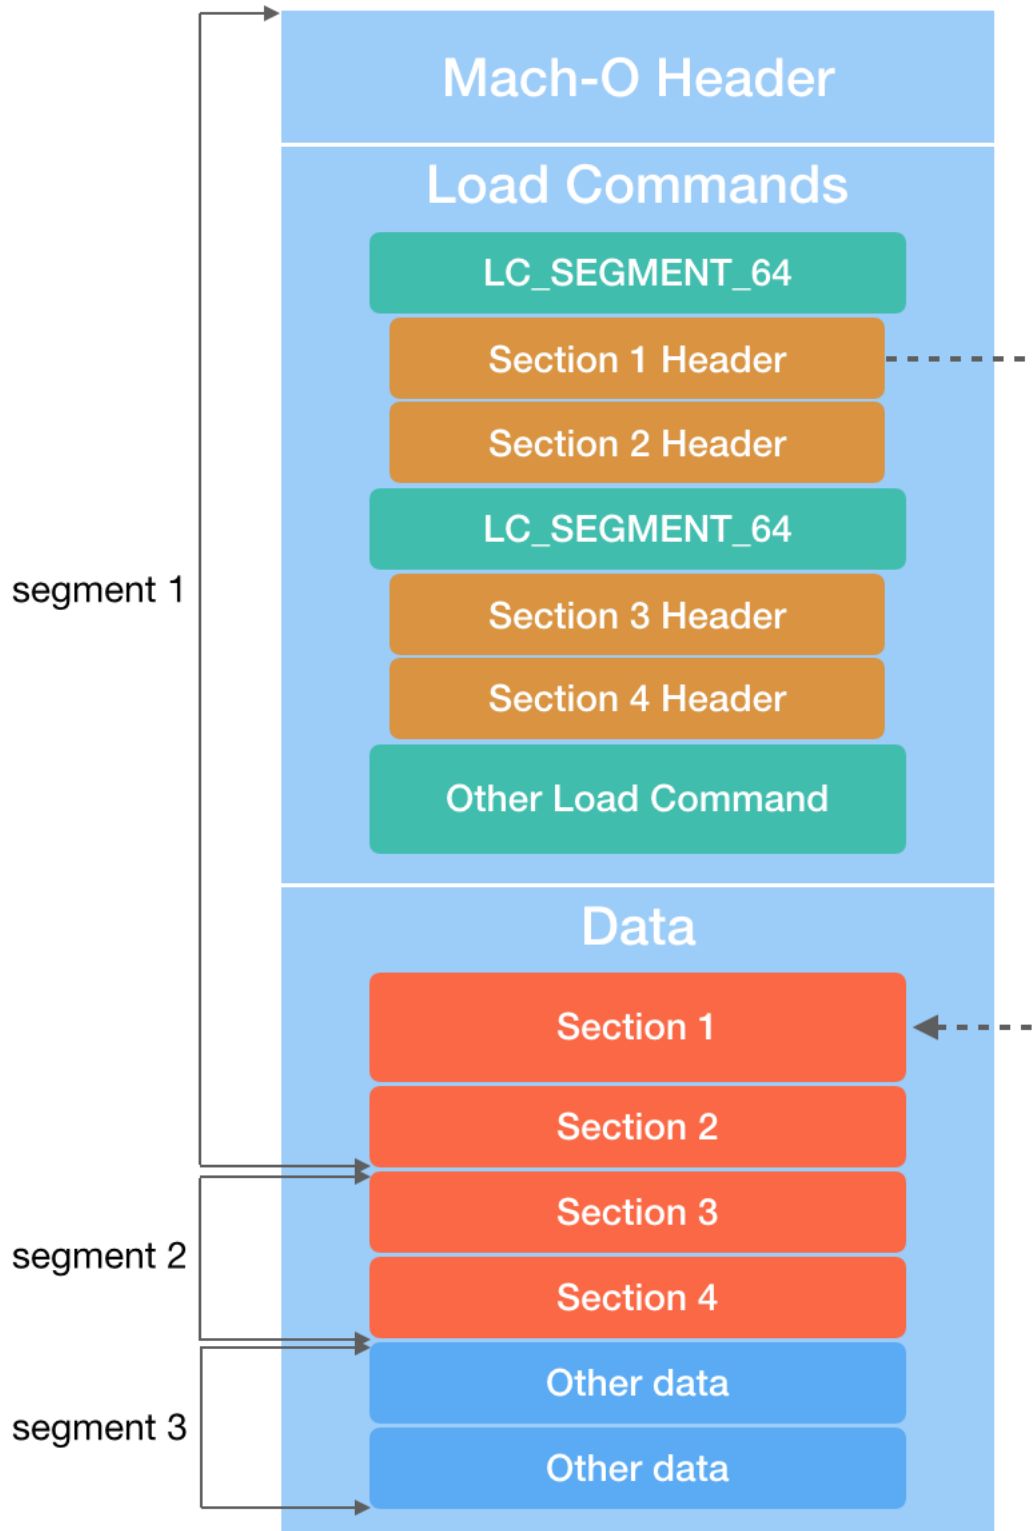 Mach-O Header
Load Commands
LC_SEGMENT_64
Section 1 Header
Section 2 Header
LC_SEGMENT_64
segment 1
Section 3 Header
Section 4 Header
Other Load Command
Data
Section 1
Section 2
Section 3
segment 2
Section 4
Other data
segment 3
Other data